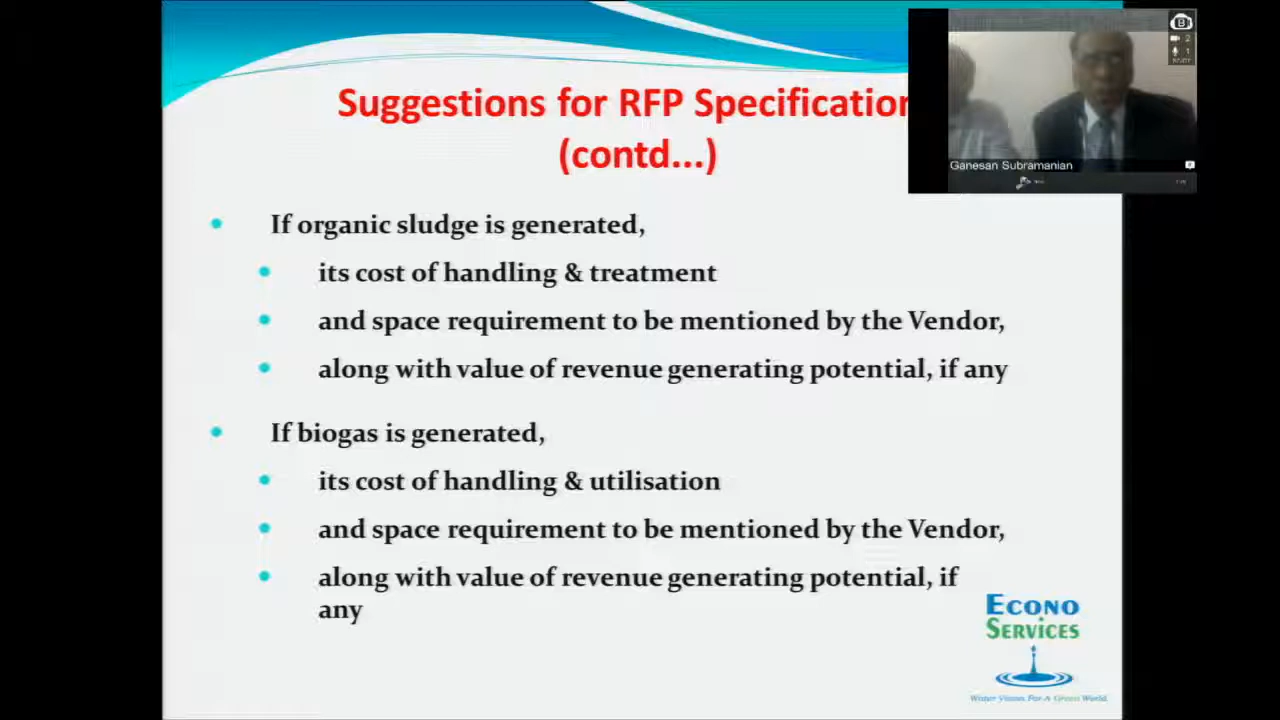 Suggestions for RFP Specification
(contd...)
Ganesan Subramanian
If organic sludge is generated,
its cost of handling & treatment
and space requirement to be mentioned by the Vendor,
along with value of revenue generating potential, if any
If biogas is generated,
its cost of handling & utilisation
and space requirement to be mentioned by the Vendor,
along with value of revenue generating potential, if
any
ECONO
SERVICES
Water Vision For A Green World